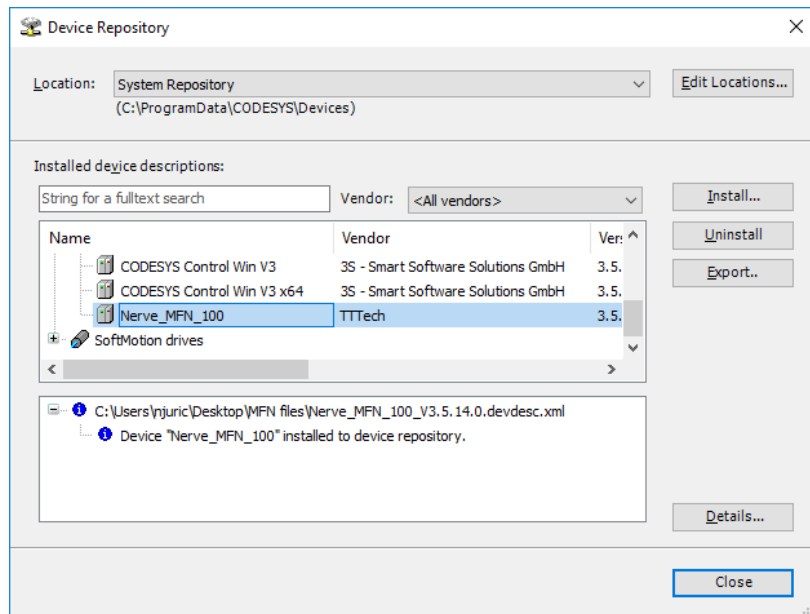 Device Repository
Location: System Repository Edit Locations...
(C:\ProgramData\CODESYS\Devices)
Installed device descriptions:
String for a fulltext search Vendor: <All vendors> Install...
Uninstall
Export..
Name Vendor Ver:
CODESYS Control Win V3 3S - Smart Software Solutions GmbH 3.5.
CODESYS Control Win V3 x64 3S - Smart Software Solutions GmbH 3.5.
Nerve_MFN_100 TTTech 3.5.
SoftMotion drives
C:\Users\njuric\Desktop\MFN files\Nerve_MFN_100_V3.5.14.0.devdesc.xml
Device "Nerve_MFN_100" installed to device repository.
Details...
Close